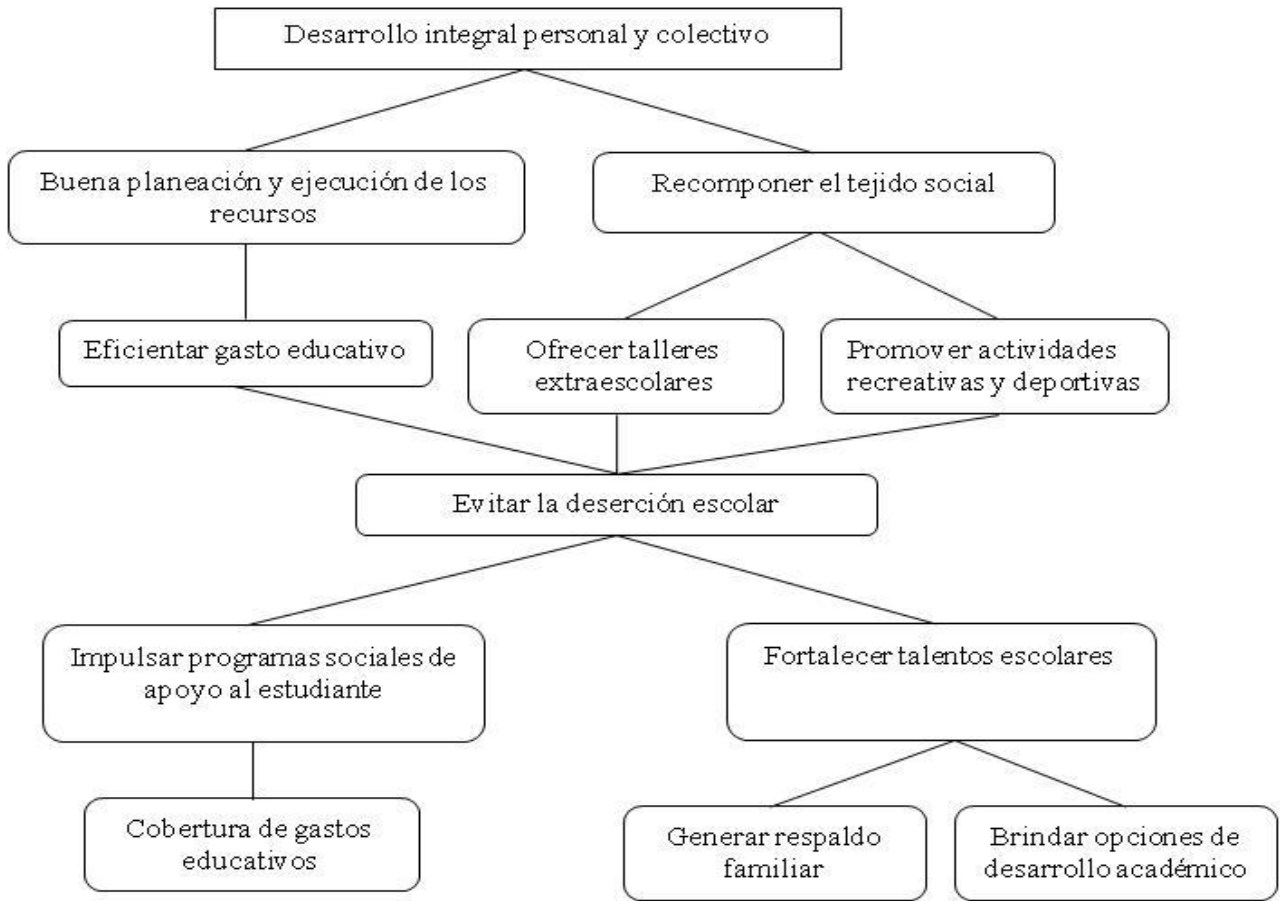 Desarrollo integral personal y colectivo
Buena planeación y ejecución de los
recursos
Recomponer el tejido social
Eficientar gasto educativo
Ofrecer talleres
extraescolares
Promover actividades
recreativas y deportivas
Evitar la deserción escolar
Impulsar programas sociales de
apoyo al estudiante
Fortalecer talentos escolares
Cobertura de gastos
educativos
Generar respaldo
familiar
Brindar opciones de
desarrollo académico